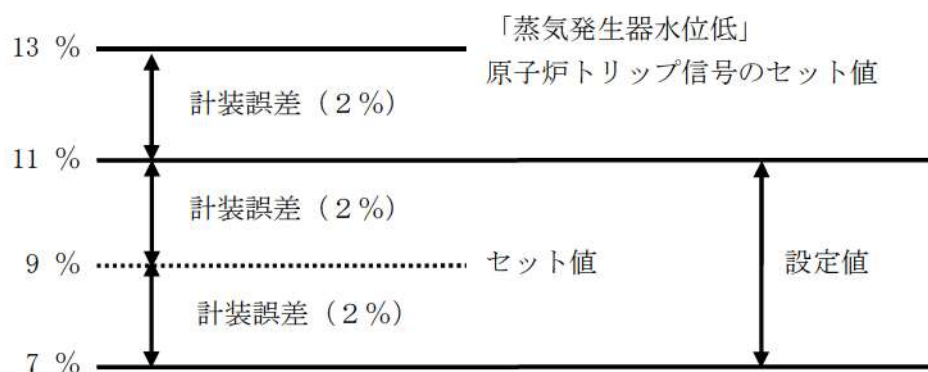 「蒸気発生器水位低」
13 %
原子炉トリップ信号のセット値
計装誤差(2%)
11 %
計装誤差(2%)
9 %
セット値
設定値
計装誤差(2%)
7 %